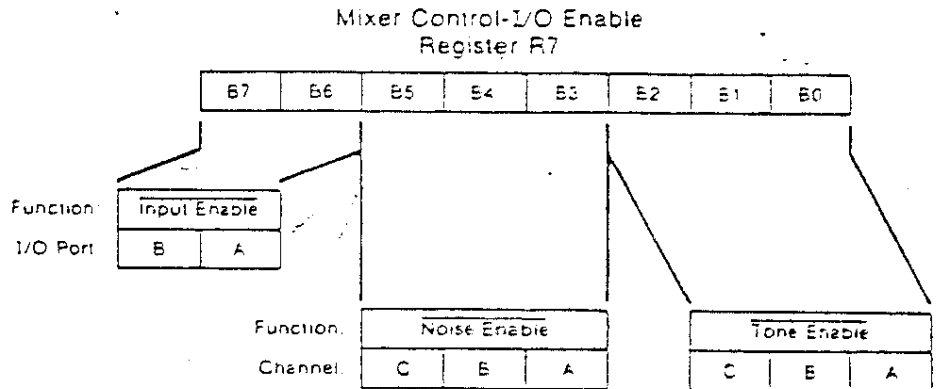 Mixer Control-I/O Enable
Register R7
B7 B6 B5 B4 B3 B2 B1 B0
Function: Input Enable
I/O Port: B A
Function: Noise Enable
Channel: C B A
Tone Enable
C B A